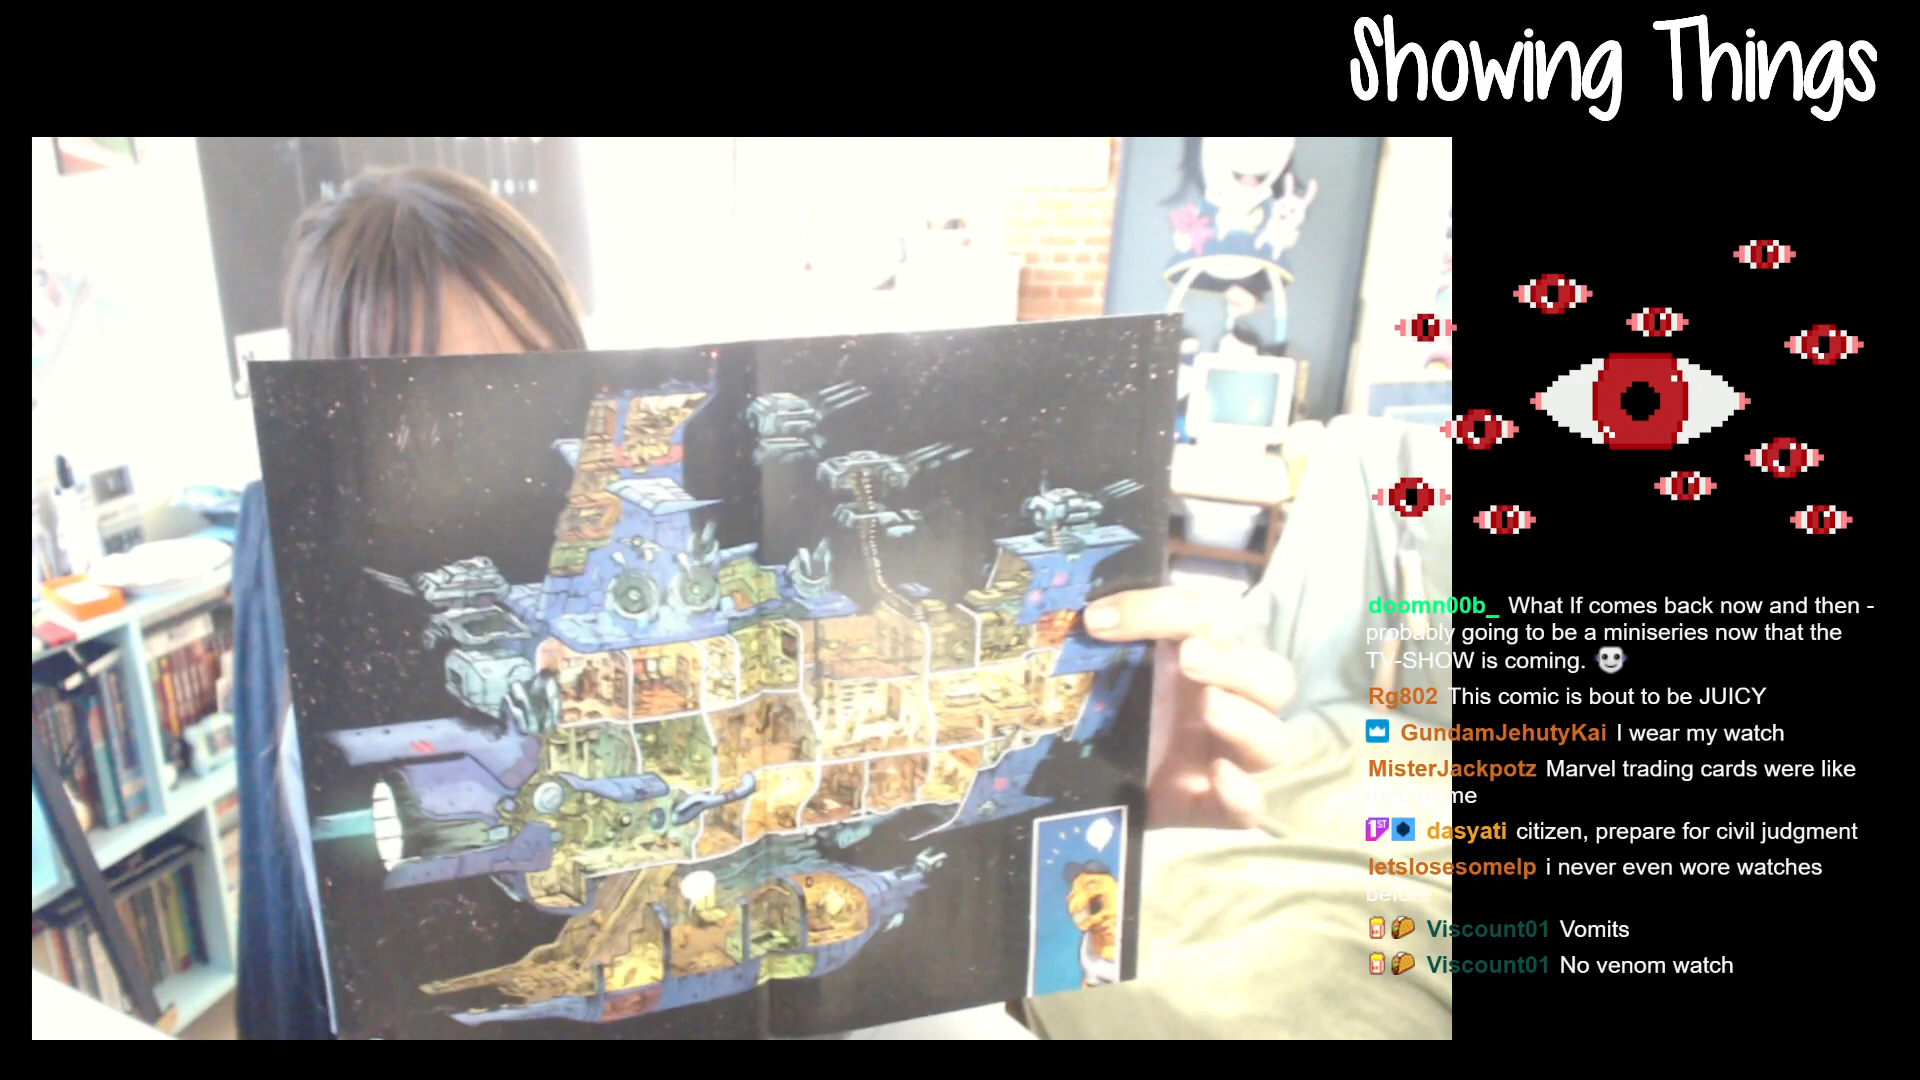 Showing Things
2018
doomn00b_ What If comes back now and then -
probably going to be a miniseries now that the
TV-SHOW is coming.
Rg802 This comic is bout to be JUICY
GundamJehutyKai I wear my watch
MisterJackpotz Marvel trading cards were like
me
1ST dasyati citizen, prepare for civil judgment
letslosesomelp i never even wore watches
before
Viscount01 Vomits
Viscount01 No venom watch